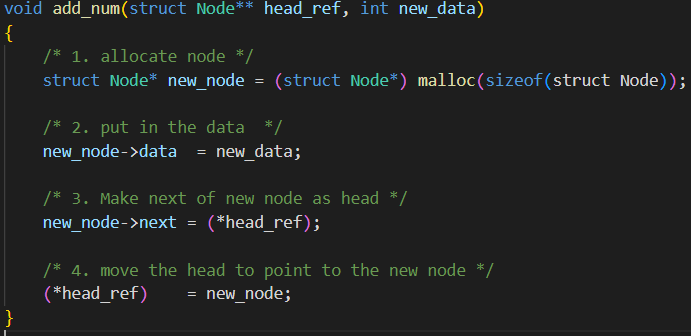 void add_num(struct Node** head_ref, int new_data)
{
    /* 1. allocate node */
    struct Node* new_node = (struct Node*) malloc(sizeof(struct Node));

    /* 2. put in the data  */
    new_node->data  = new_data;

    /* 3. Make next of new node as head */
    new_node->next = (*head_ref);

    /* 4. move the head to point to the new node */
    (*head_ref)    = new_node;
}